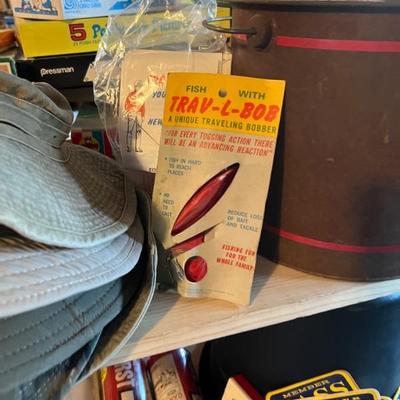 5
pressman
YOU
NEW
FISH WITH
TRAV-L-BOB
A UNIQUE TRAVELING BOBBER
"FOR EVERY TUGGING ACTION THERE
WILL BE AN ADVANCING REACTION"
• FISH IN HARD
TO REACH
PLACES
• NO
NEED TO
CAST
REDUCE LOSS
OF BAIT
AND TACKLE
FISHING FUN
FOR THE
WHOLE FAMILY
MEMBER